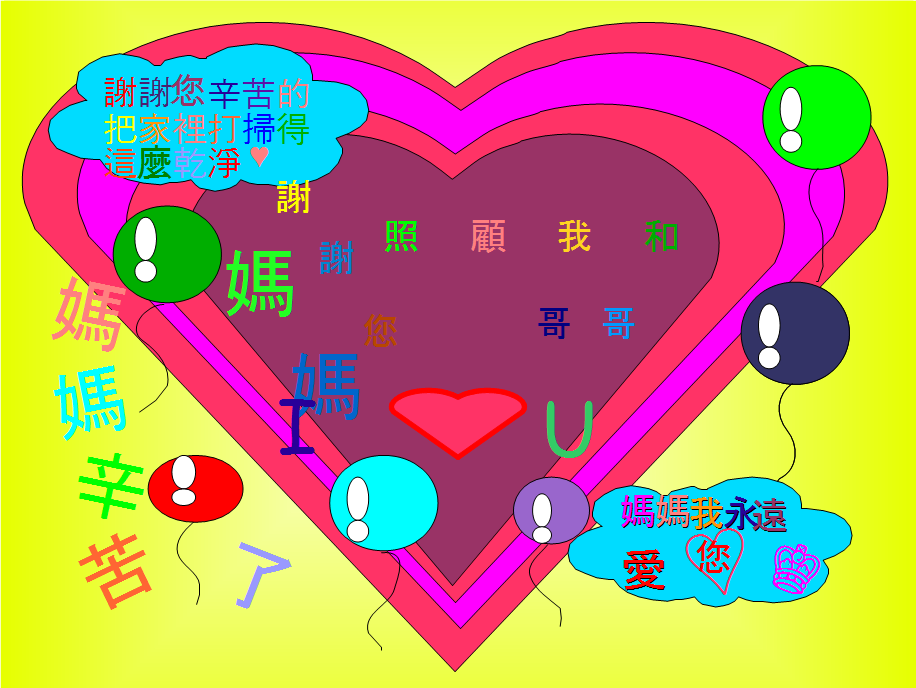 謝謝您辛苦的
把家裡打掃得
這麼乾淨♥
媽媽謝謝您照顧我和
哥哥
I ♥ U
媽媽辛苦了
媽媽我永遠
愛您